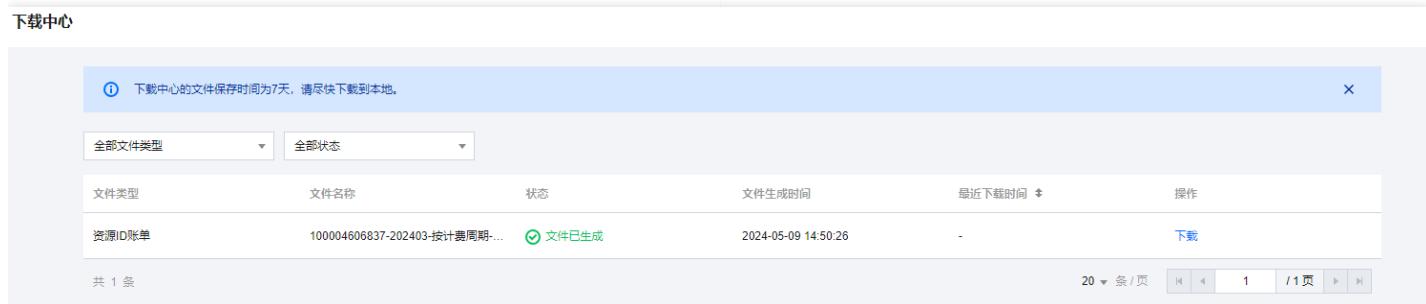 下载中心
下载中心的文件保存时间为7天，请尽快下载到本地。
全部文件类型 全部状态
文件类型 文件名称 状态 文件生成时间 最近下载时间 操作
资源ID账单 100004606837-202403-按计费周期-... 文件已生成 2024-05-09 14:50:26 - 下载
共 1 条 20 条 / 页 1 / 1 页